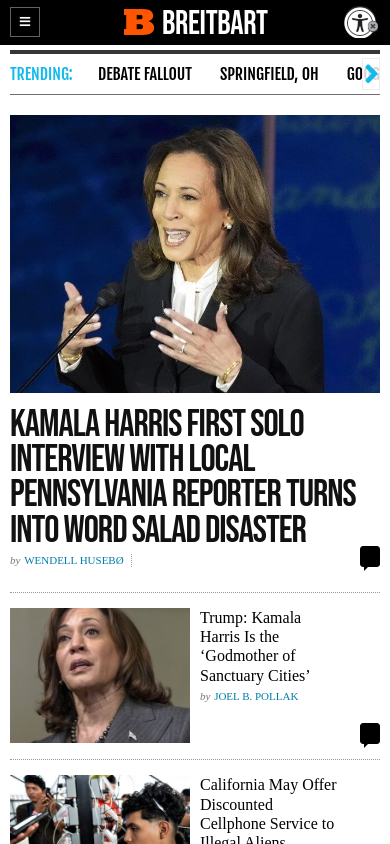 BREITBART
TRENDING: DEBATE FALLOUT SPRINGFIELD, OH GO
KAMALA HARRIS FIRST SOLO
INTERVIEW WITH LOCAL
PENNSYLVANIA REPORTER TURNS
INTO WORD SALAD DISASTER
by WENDELL HUSEBØ
Trump: Kamala
Harris Is the
‘Godmother of
Sanctuary Cities’
by JOEL B. POLLAK
California May Offer
Discounted
Cellphone Service to
Illegal Aliens